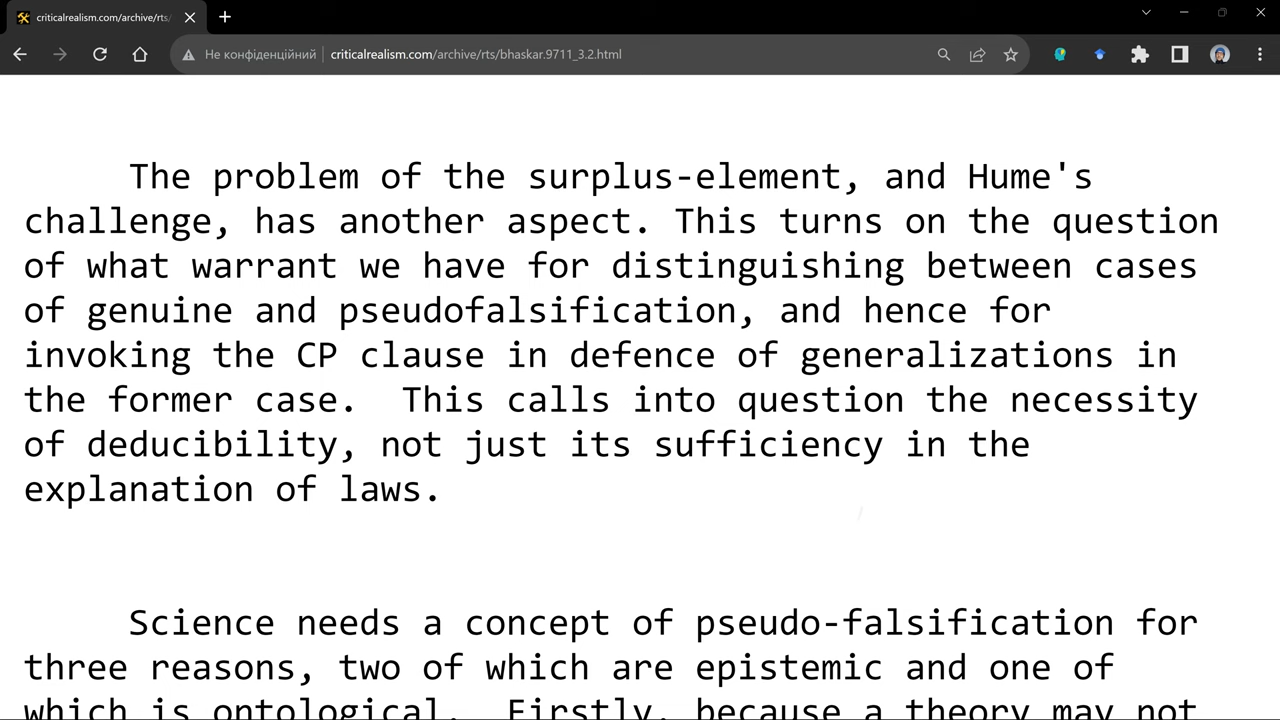 criticalrealism.com/archive/rts/
Не конфіденційний
criticalrealism.com/archive/rts/bhaskar.9711_3.2.html
The problem of the surplus-element, and Hume's
challenge, has another aspect. This turns on the question
of what warrant we have for distinguishing between cases
of genuine and pseudofalsification, and hence for
invoking the CP clause in defence of generalizations in
the former case.  This calls into question the necessity
of deducibility, not just its sufficiency in the
explanation of laws.
Science needs a concept of pseudo-falsification for
three reasons, two of which are epistemic and one of
which is ontological.  Firstly, because a theory may not